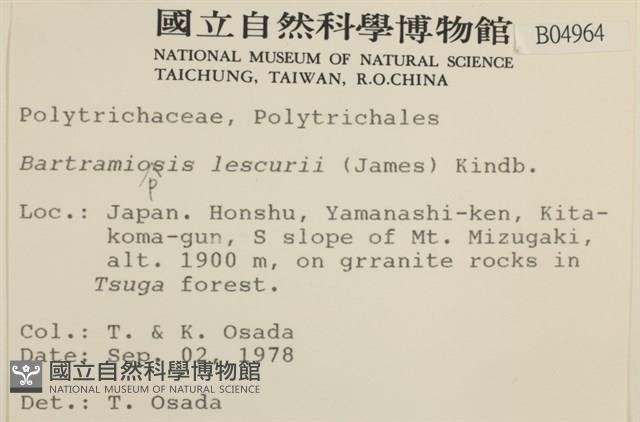 國立自然科學博物館
B04964
NATIONAL MUSEUM OF NATURAL SCIENCE
TAICHUNG, TAIWAN, R.O.CHINA
Polytrichaceae, Polytrichales
Bartramiosis lescurii (James) Kindb.
p
Loc.: Japan. Honshu, Yamanashi-ken, Kita-
koma-gun, S slope of Mt. Mizugaki,
alt. 1900 m, on grranite rocks in
Tsuga forest.
Col.: T. & K. Osada
Date: Sep. 02, 1978
國立自然科學博物館
NATIONAL MUSEUM OF NATURAL SCIENCE
Det.: T. Osada